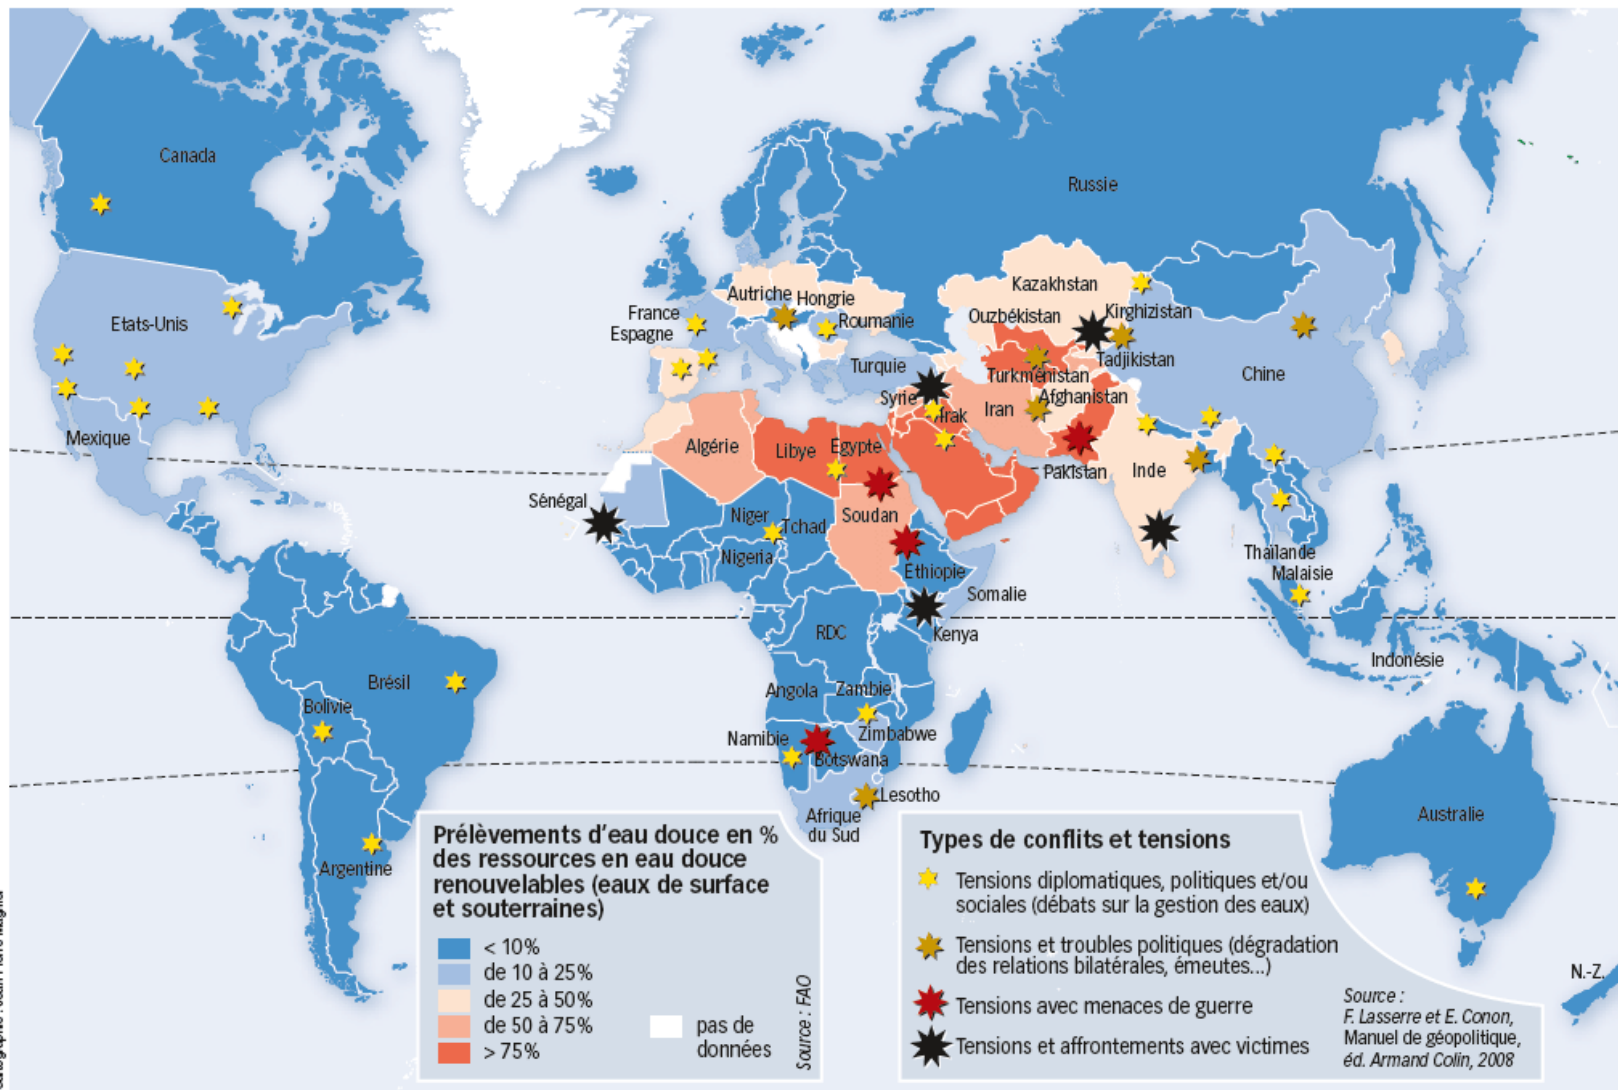 Canada
Russie
Etats-Unis
Mexique
France
Espagne
Autriche
Hongrie
Roumanie
Turquie
Syrie
Irak
Iran
Kazakhstan
Ouzbékistan
Kirghizistan
Tadjikistan
Turkménistan
Afghanistan
Chine
Pakistan
Inde
Algérie
Libye
Egypte
Sénégal
Niger
Tchad
Soudan
Nigeria
Ethiopie
Somalie
Kenya
RDC
Thaïlande
Malaisie
Indonésie
Brésil
Bolivie
Angola
Zambie
Namibie
Zimbabwe
Botswana
Lesotho
Afrique
du Sud
Argentine
Australie
N.-Z.
Prélèvements d'eau douce en %
des ressources en eau douce
renouvelables (eaux de surface
et souterraines)
< 10%
de 10 à 25%
de 25 à 50%
de 50 à 75%
> 75%
pas de
données
Source : FAO
Types de conflits et tensions
Tensions diplomatiques, politiques et/ou
sociales (débats sur la gestion des eaux)
Tensions et troubles politiques (dégradation
des relations bilatérales, émeutes...)
Tensions avec menaces de guerre
Tensions et affrontements avec victimes
Source :
F. Lasserre et E. Conon,
Manuel de géopolitique,
éd. Armand Colin, 2008